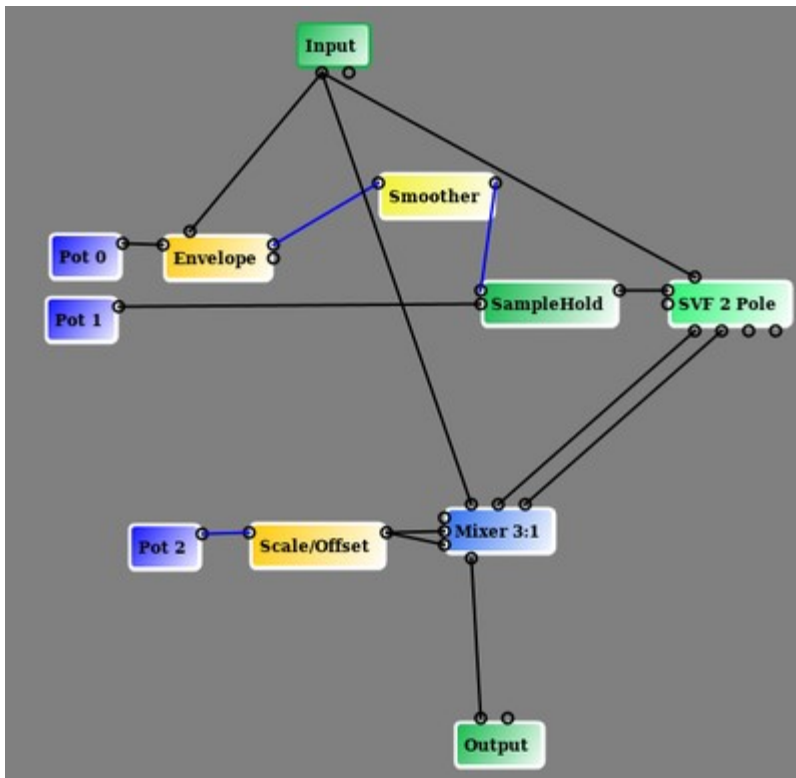 Input
Smoother
Pot 0
Envelope
Pot 1
SampleHold
SVF 2 Pole
Pot 2
Scale/Offset
Mixer 3:1
Output